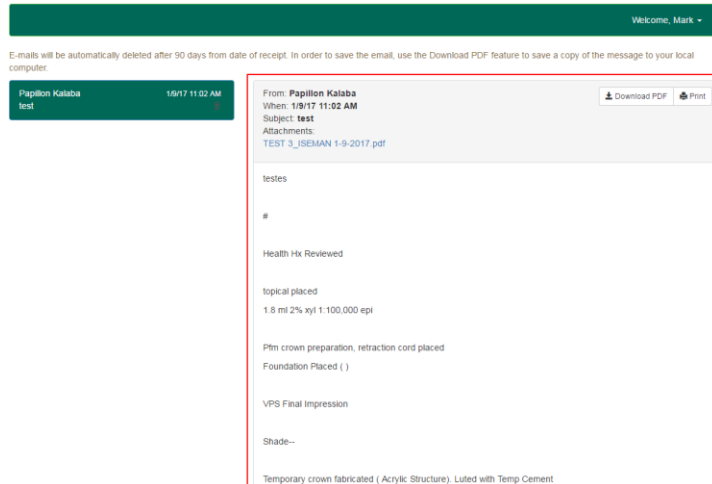 Welcome, Mark
E-mails will be automatically deleted after 90 days from date of receipt. In order to save the email, use the Download PDF feature to save a copy of the message to your local
computer.
Papillon Kalaba 1/9/17 11:02 AM
test
From: Papillon Kalaba
When: 1/9/17 11:02 AM
Subject: test
Attachments:
TEST 3_ISEMAN 1-9-2017.pdf
Download PDF Print
testes
#
Health Hx Reviewed
topical placed
1.8 ml 2% xyl 1:100,000 epi
Pfm crown preparation, retraction cord placed
Foundation Placed ( )
VPS Final Impression
Shade--
Temporary crown fabricated ( Acrylic Structure). Luted with Temp Cement